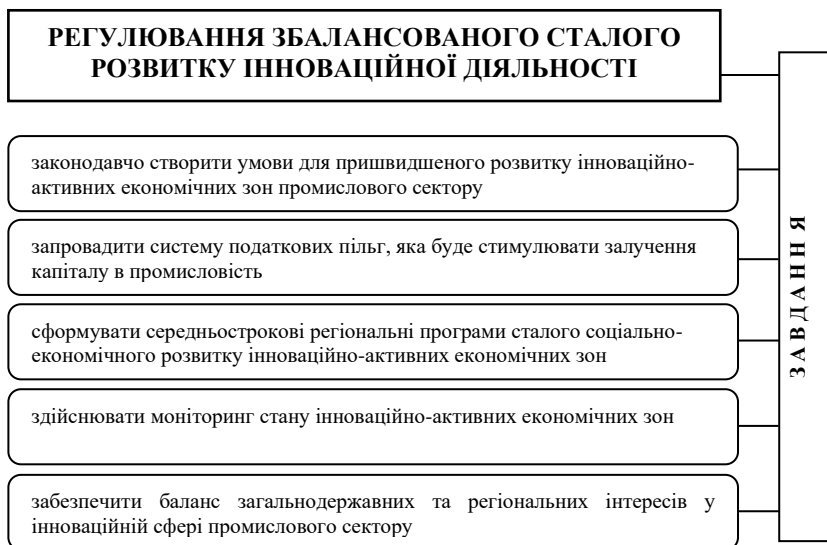 РЕГУЛЮВАННЯ ЗБАЛАНСОВАНОГО СТАЛОГО
РОЗВИТКУ ІННОВАЦІЙНОЇ ДІЯЛЬНОСТІ
законодавчо створити умови для пришвидшеного розвитку інноваційно-
активних економічних зон промислового сектору
запровадити систему податкових пільг, яка буде стимулювати залучення
капіталу в промисловість
сформувати середньострокові регіональні програми сталого соціально-
економічного розвитку інноваційно-активних економічних зон
здійснювати моніторинг стану інноваційно-активних економічних зон
забезпечити баланс загальнодержавних та регіональних інтересів у
інноваційній сфері промислового сектору
З А В Д А Н Н Я